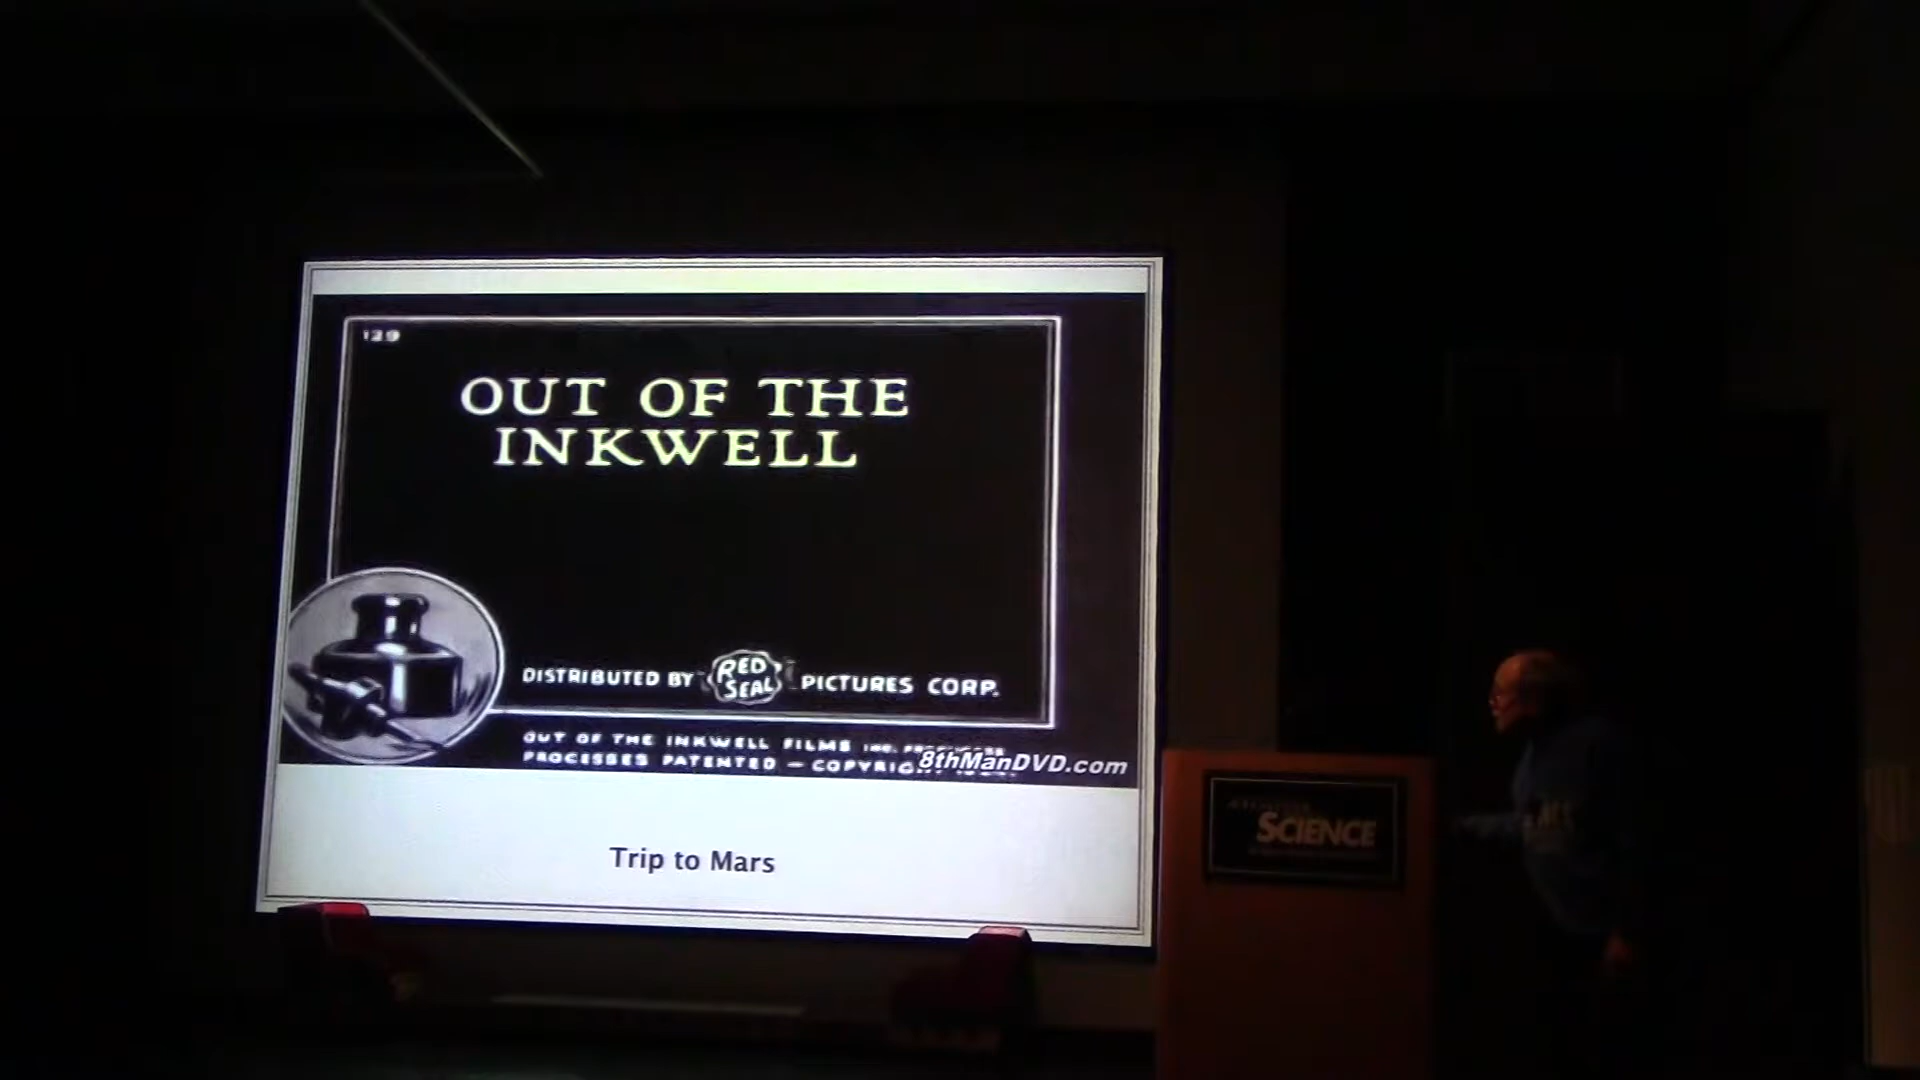 129
OUT OF THE
INKWELL
DISTRIBUTED BY RED SEAL PICTURES CORP.
OUT OF THE INKWELL FILMS INC.
PROCESSES PATENTED — COPYRIG
8thManDVD.com
Trip to Mars
SCIENCE